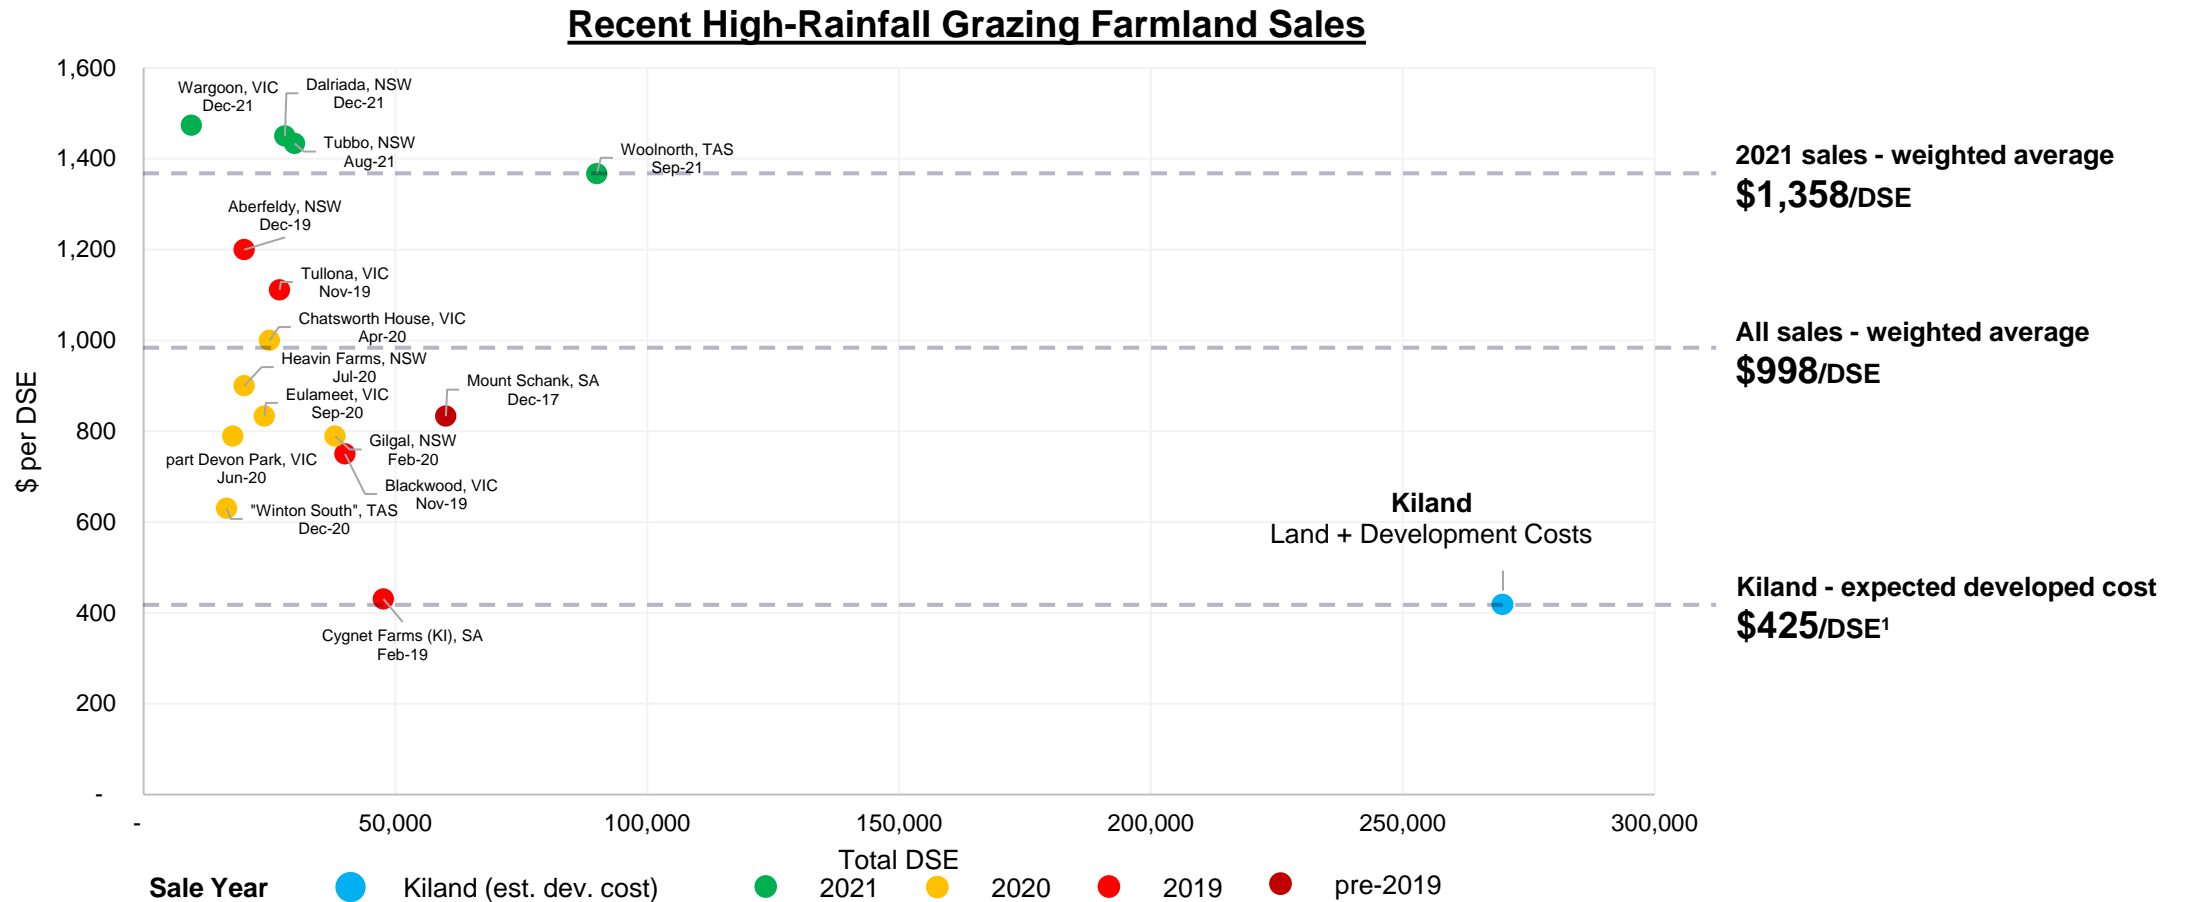 Recent High-Rainfall Grazing Farmland Sales
1,600
1,400
1,200
1,000
800
600
400
200
-
$ per DSE
Wargoon, VIC
Dec-21
Dalriada, NSW
Dec-21
Tubbo, NSW
Aug-21
Woolnorth, TAS
Sep-21
Aberfeldy, NSW
Dec-19
Tullona, VIC
Nov-19
Chatsworth House, VIC
Apr-20
Heavin Farms, NSW
Jul-20
Eulameet, VIC
Sep-20
Mount Schank, SA
Dec-17
Gilgal, NSW
Feb-20
part Devon Park, VIC
Jun-20
Blackwood, VIC
Nov-19
"Winton South", TAS
Dec-20
Kiland
Land + Development Costs
Cygnet Farms (KI), SA
Feb-19
2021 sales - weighted average
$1,358/DSE
All sales - weighted average
$998/DSE
Kiland - expected developed cost
$425/DSE¹
-
50,000
100,000
150,000
200,000
250,000
300,000
Total DSE
Sale Year
Kiland (est. dev. cost)
2021
2020
2019
pre-2019